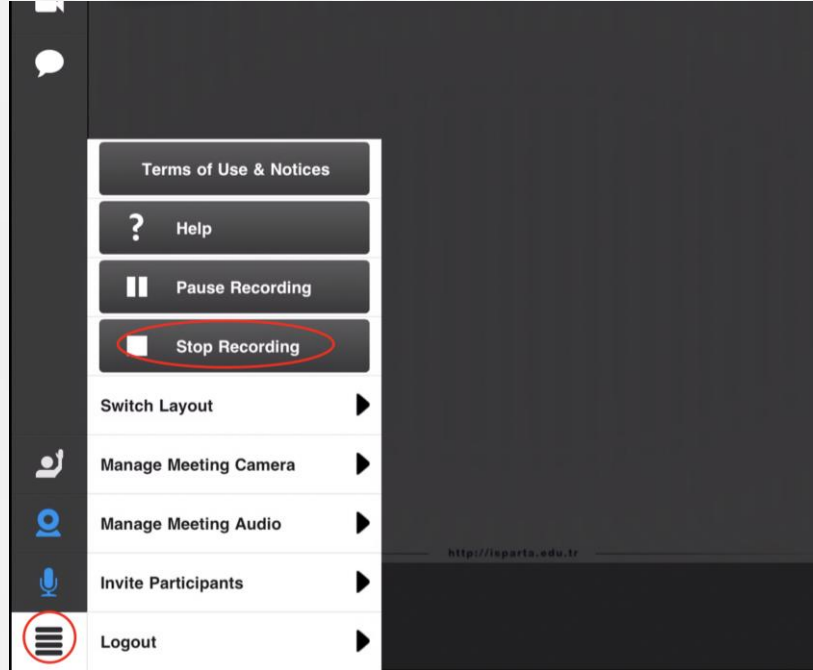 Terms of Use & Notices
? Help
Pause Recording
Stop Recording
Switch Layout
Manage Meeting Camera
Manage Meeting Audio
Invite Participants
Logout
http://isparta.edu.tr